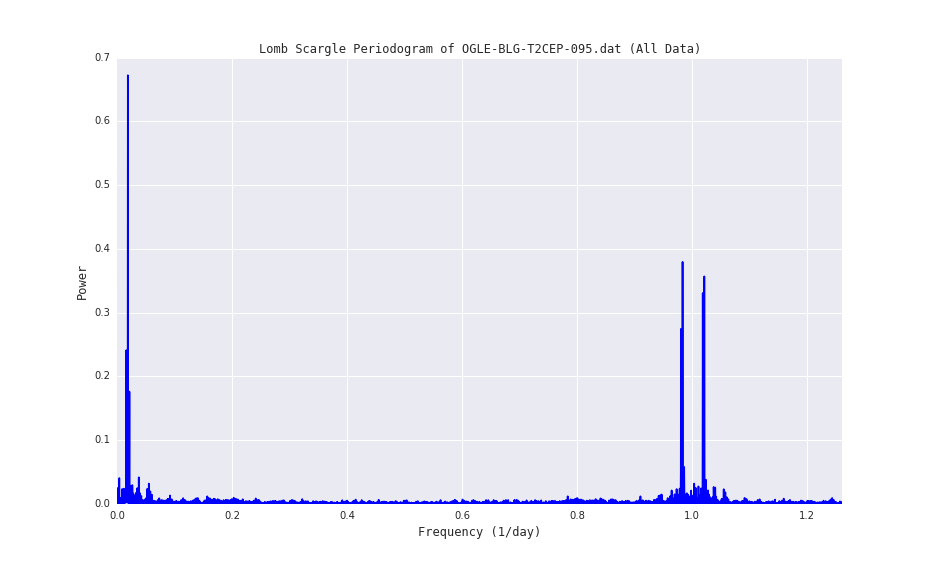 Lomb Scargle Periodogram of OGLE-BLG-T2CEP-095.dat (All Data)
0.7
0.6
0.5
0.4
0.3
0.2
0.1
0.0
Power
0.0 0.2 0.4 0.6 0.8 1.0 1.2
Frequency (1/day)